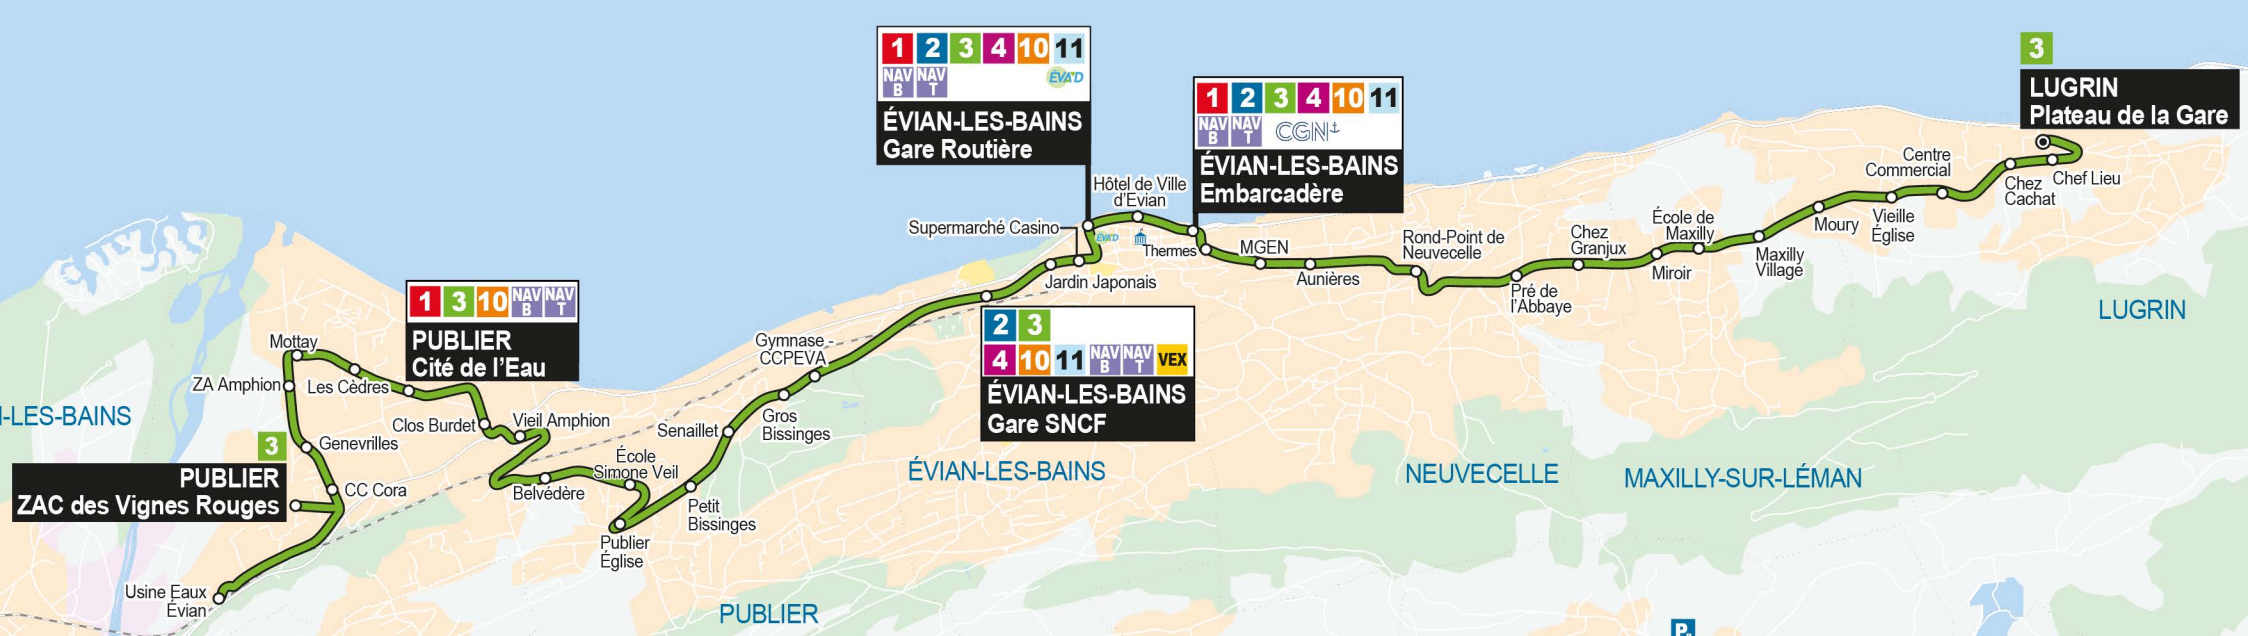 1 2 3 4 10 11
NAV B NAV T ÉVA'D
ÉVIAN-LES-BAINS
Gare Routière
1 2 3 4 10 11
NAV B NAV T CGN
ÉVIAN-LES-BAINS
Embarcadère
3
LUGRIN
Plateau de la Gare
Centre
Commercial
Chef Lieu
Chez
Cachat
Vieille
Église
Moury
Maxilly
Village
École de
Maxilly
Miroir
Chez
Granjux
Pré de
l'Abbaye
Rond-Point de
Neuvecelle
Aunières
MGEN
Thermes
Hôtel de Ville
d'Evian
ÉVA'D
Supermarché Casino
Jardin Japonais
2 3
4 10 11 NAV B NAV T VEX
ÉVIAN-LES-BAINS
Gare SNCF
Gymnase -
CCPEVA
Gros
Bissinges
Senaillet
Petit
Bissinges
Publier
Église
École
Simone Veil
Belvédère
Vieil Amphion
Clos Burdet
1 3 10 NAV B NAV T
PUBLIER
Cité de l'Eau
Les Cèdres
Mottay
ZA Amphion
Genevrilles
CC Cora
3
PUBLIER
ZAC des Vignes Rouges
Usine Eaux
Évian
-LES-BAINS
PUBLIER
ÉVIAN-LES-BAINS
NEUVECELLE
MAXILLY-SUR-LÉMAN
LUGRIN
P